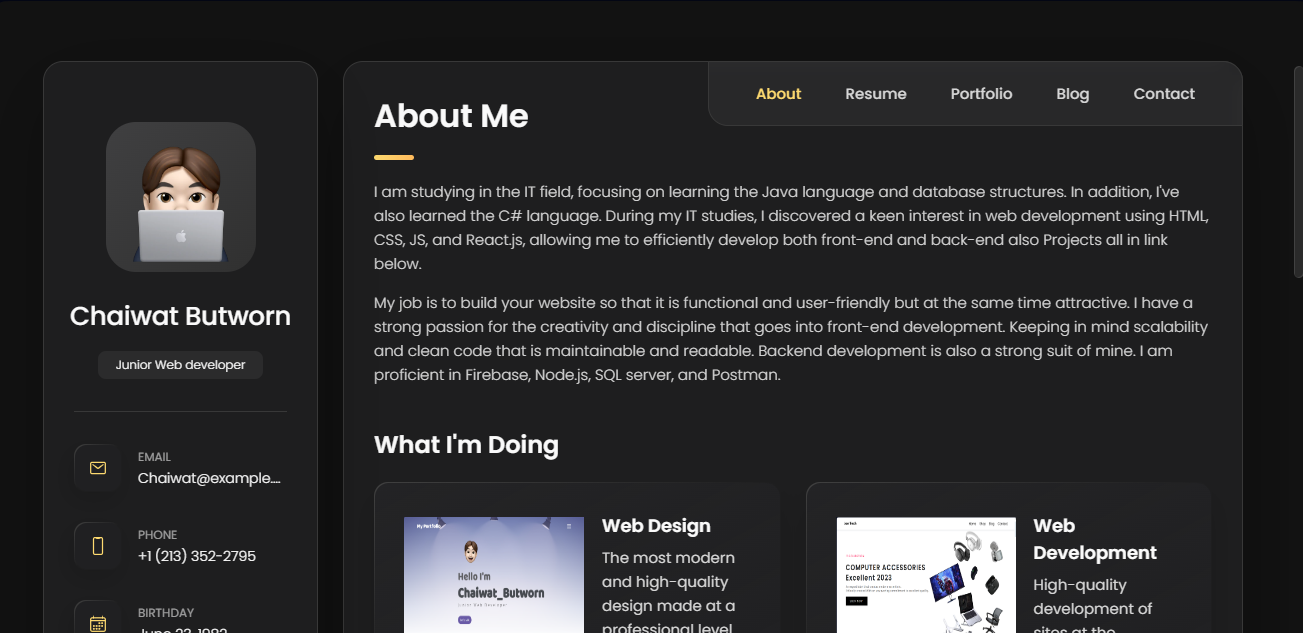 Chaiwat Butworn
Junior Web developer
EMAIL
Chaiwat@example....
PHONE
+1 (213) 352-2795
BIRTHDAY
June 23, 1982
About
Resume
Portfolio
Blog
Contact
About Me
I am studying in the IT field, focusing on learning the Java language and database structures. In addition, I've
also learned the C# language. During my IT studies, I discovered a keen interest in web development using HTML,
CSS, JS, and React.js, allowing me to efficiently develop both front-end and back-end also Projects all in link
below.
My job is to build your website so that it is functional and user-friendly but at the same time attractive. I have a
strong passion for the creativity and discipline that goes into front-end development. Keeping in mind scalability
and clean code that is maintainable and readable. Backend development is also a strong suit of mine. I am
proficient in Firebase, Node.js, SQL server, and Postman.
What I'm Doing
My Portfolio
Hello I'm
Chaiwat_Butworn
Junior Web Developer
Web Design
The most modern
and high-quality
design made at a
professional level
Home Shop Blog Contact
COMPUTER ACCESSORIES
Excellent 2023
Web
Development
High-quality
development of
sites at the